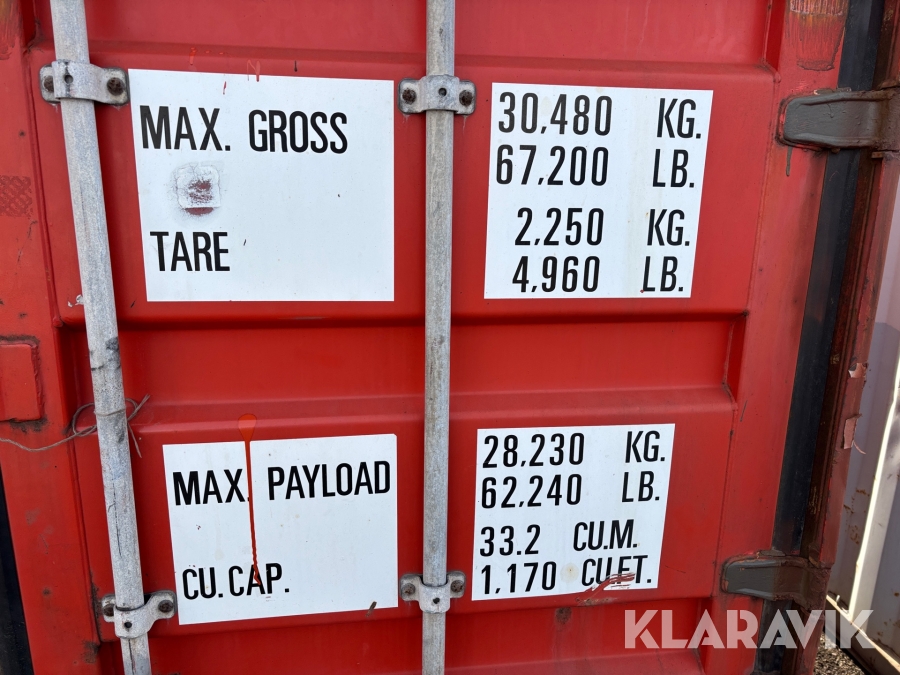 MAX. GROSS 30,480 KG.
67,200 LB.
TARE 2,250 KG.
4,960 LB.
MAX. PAYLOAD 28,230 KG.
62,240 LB.
33.2 CU.M.
CU.CAP. 1,170 CU.FT.
KLARAVIK